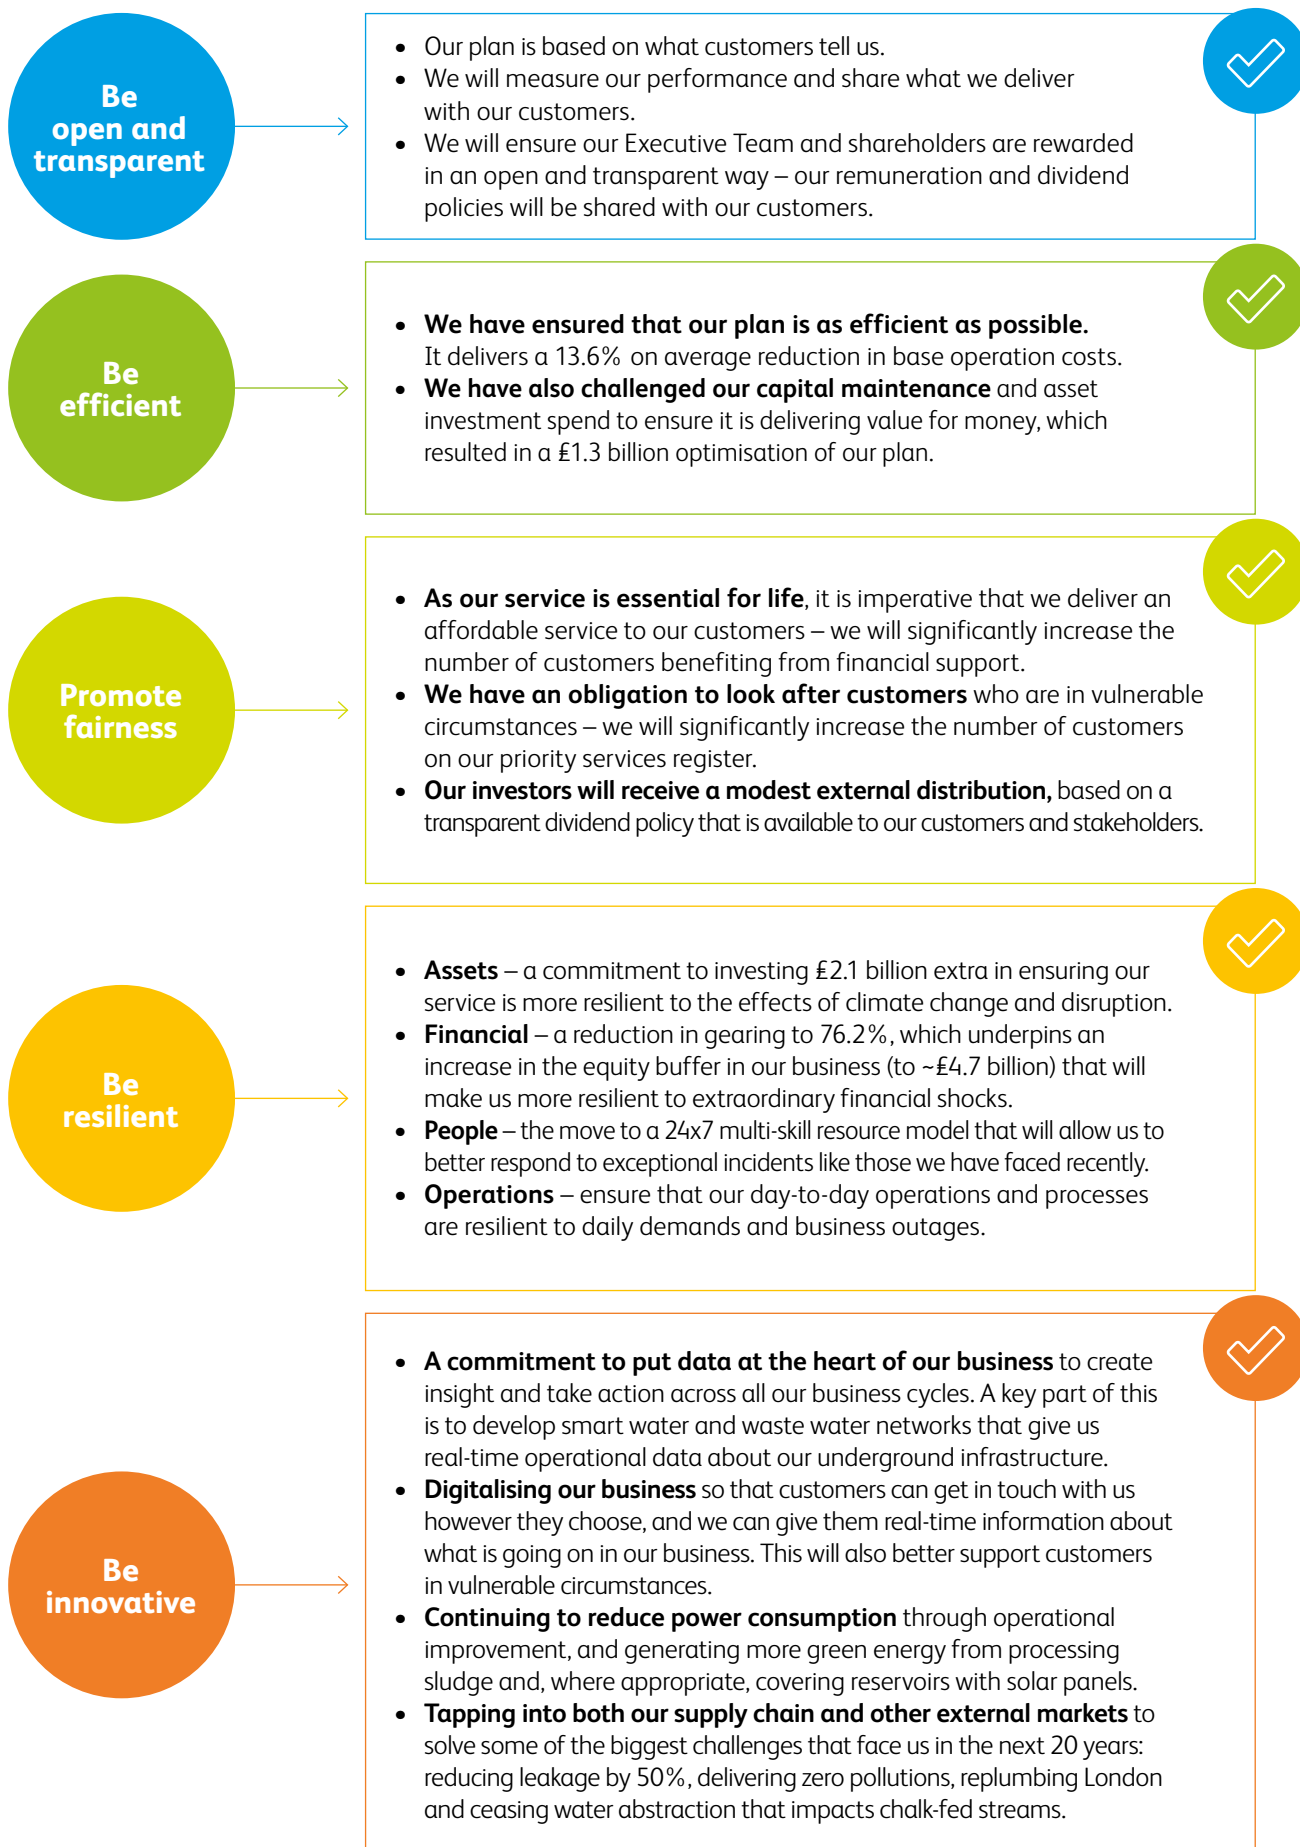 Be
open and
transparent
• Our plan is based on what customers tell us.
• We will measure our performance and share what we deliver
with our customers.
• We will ensure our Executive Team and shareholders are rewarded
in an open and transparent way – our remuneration and dividend
policies will be shared with our customers.
Be
efficient
• We have ensured that our plan is as efficient as possible.
It delivers a 13.6% on average reduction in base operation costs.
• We have also challenged our capital maintenance and asset
investment spend to ensure it is delivering value for money, which
resulted in a £1.3 billion optimisation of our plan.
Promote
fairness
• As our service is essential for life, it is imperative that we deliver an
affordable service to our customers – we will significantly increase the
number of customers benefiting from financial support.
• We have an obligation to look after customers who are in vulnerable
circumstances – we will significantly increase the number of customers
on our priority services register.
• Our investors will receive a modest external distribution, based on a
transparent dividend policy that is available to our customers and stakeholders.
Be
resilient
• Assets – a commitment to investing £2.1 billion extra in ensuring our
service is more resilient to the effects of climate change and disruption.
• Financial – a reduction in gearing to 76.2%, which underpins an
increase in the equity buffer in our business (to ~£4.7 billion) that will
make us more resilient to extraordinary financial shocks.
• People – the move to a 24x7 multi-skill resource model that will allow us to
better respond to exceptional incidents like those we have faced recently.
• Operations – ensure that our day-to-day operations and processes
are resilient to daily demands and business outages.
Be
innovative
• A commitment to put data at the heart of our business to create
insight and take action across all our business cycles. A key part of this
is to develop smart water and waste water networks that give us
real-time operational data about our underground infrastructure.
• Digitalising our business so that customers can get in touch with us
however they choose, and we can give them real-time information about
what is going on in our business. This will also better support customers
in vulnerable circumstances.
• Continuing to reduce power consumption through operational
improvement, and generating more green energy from processing
sludge and, where appropriate, covering reservoirs with solar panels.
• Tapping into both our supply chain and other external markets to
solve some of the biggest challenges that face us in the next 20 years:
reducing leakage by 50%, delivering zero pollutions, replumbing London
and ceasing water abstraction that impacts chalk-fed streams.